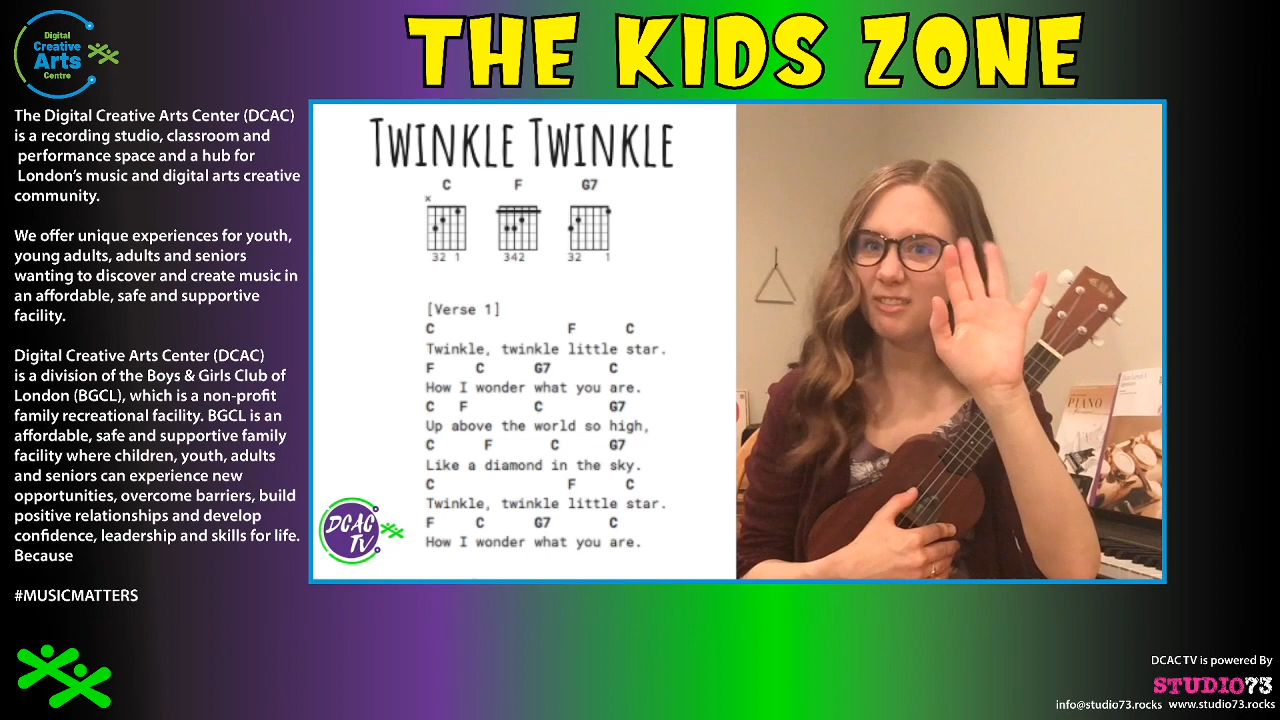 Digital
Creative
Arts
Centre
THE KIDS ZONE
The Digital Creative Arts Center (DCAC)
is a recording studio, classroom and
performance space and a hub for
London's music and digital arts creative
community.
We offer unique experiences for youth,
young adults, adults and seniors
wanting to discover and create music in
an affordable, safe and supportive
facility.
Digital Creative Arts Center (DCAC)
is a division of the Boys & Girls Club of
London (BGCL), which is a non-profit
family recreational facility. BGCL is an
affordable, safe and supportive family
facility where children, youth, adults
and seniors can experience new
opportunities, overcome barriers, build
positive relationships and develop
confidence, leadership and skills for life.
Because
#MUSICMATTERS
TWINKLE TWINKLE
C F G7
x
32 1 342 32 1
[Verse 1]
C F C
Twinkle, twinkle little star.
F C G7 C
How I wonder what you are.
C F C G7
Up above the world so high,
C F C G7
Like a diamond in the sky.
C F C
Twinkle, twinkle little star.
F C G7 C
How I wonder what you are.
DCAC
TV
PIANO
DCAC TV is powered By
STUDIO73
info@studio73.rocks www.studio73.rocks